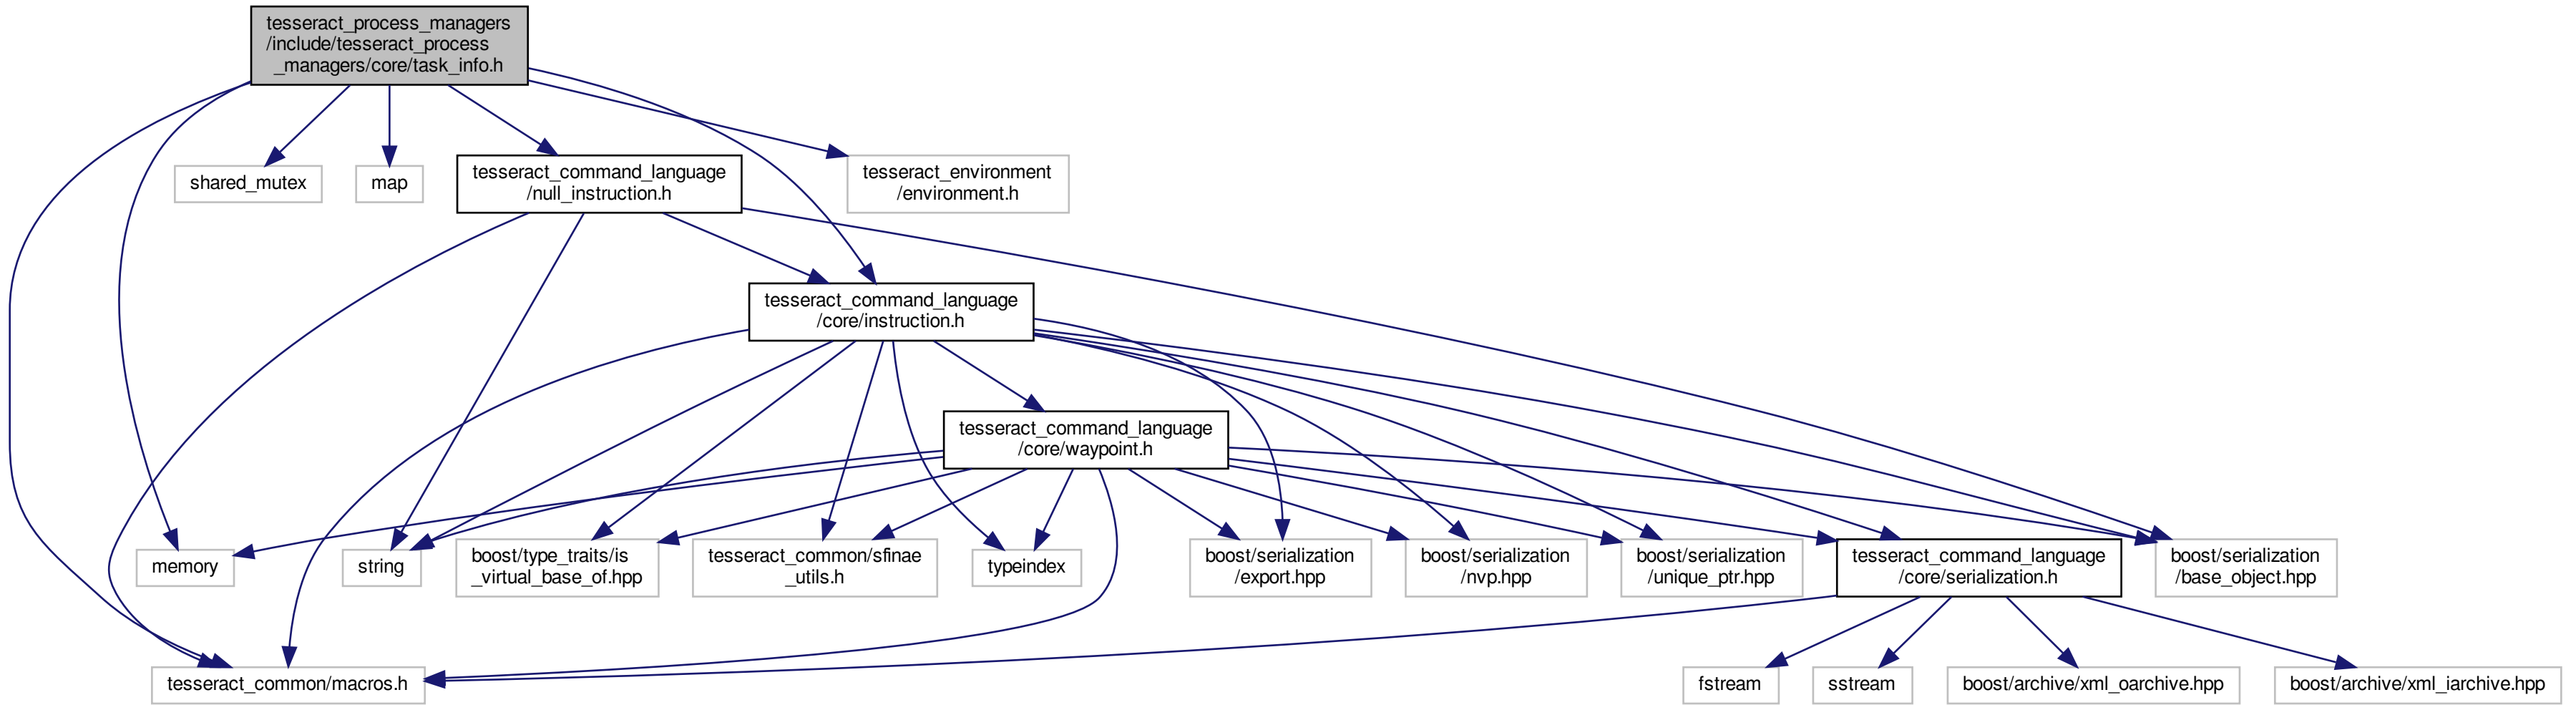 tesseract_process_managers
/include/tesseract_process
_managers/core/task_info.h
shared_mutex
map
tesseract_command_language
/null_instruction.h
tesseract_environment
/environment.h
tesseract_command_language
/core/instruction.h
tesseract_command_language
/core/waypoint.h
memory
string
boost/type_traits/is
_virtual_base_of.hpp
tesseract_common/sfinae
_utils.h
typeindex
boost/serialization
/export.hpp
boost/serialization
/nvp.hpp
boost/serialization
/unique_ptr.hpp
tesseract_command_language
/core/serialization.h
boost/serialization
/base_object.hpp
tesseract_common/macros.h
fstream
sstream
boost/archive/xml_oarchive.hpp
boost/archive/xml_iarchive.hpp